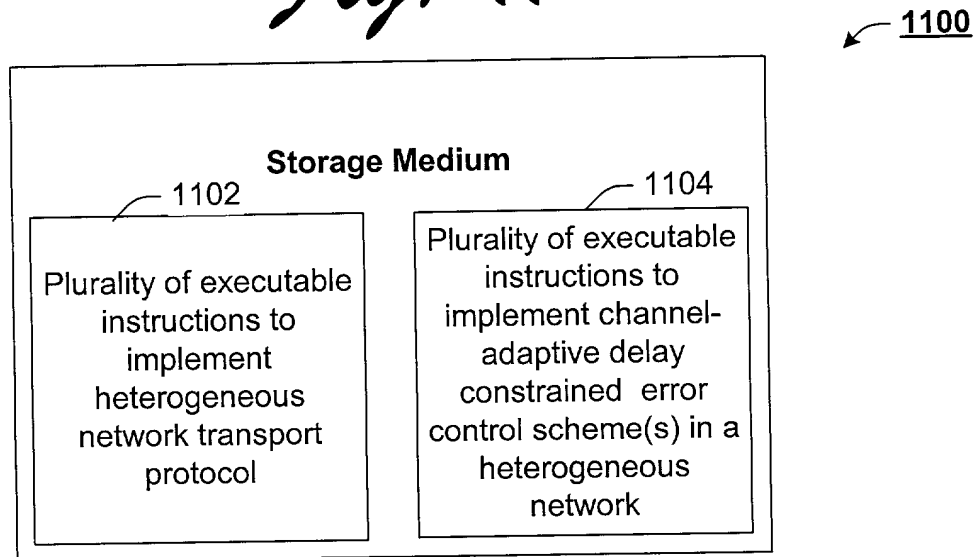 1100
Storage Medium
1102
1104
Plurality of executable
instructions to
implement
heterogeneous
network transport
protocol
Plurality of executable
instructions to
implement channel-
adaptive delay
constrained error
control scheme(s) in a
heterogeneous
network